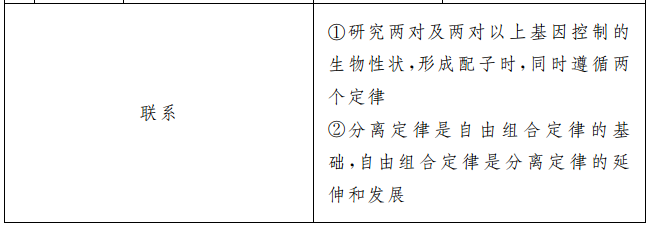 联系
①研究两对及两对以上基因控制的
生物性状,形成配子时,同时遵循两
个定律
②分离定律是自由组合定律的基
础,自由组合定律是分离定律的延
伸和发展